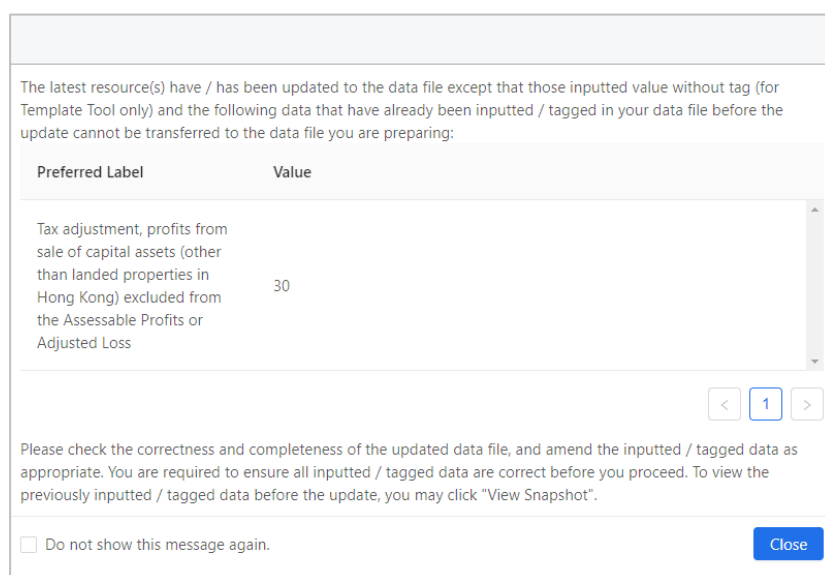 The latest resource(s) have / has been updated to the data file except that those inputted value without tag (for
Template Tool only) and the following data that have already been inputted / tagged in your data file before the
update cannot be transferred to the data file you are preparing:
Preferred Label Value
Tax adjustment, profits from
sale of capital assets (other
than landed properties in
Hong Kong) excluded from
the Assessable Profits or
Adjusted Loss
30
< 1 >
Please check the correctness and completeness of the updated data file, and amend the inputted / tagged data as
appropriate. You are required to ensure all inputted / tagged data are correct before you proceed. To view the
previously inputted / tagged data before the update, you may click "View Snapshot".
Do not show this message again.
Close